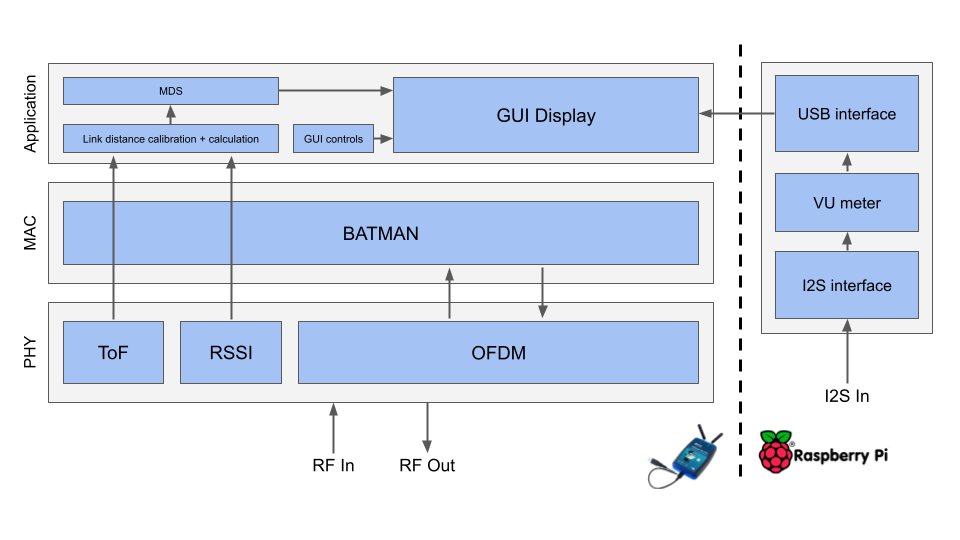 Application
MDS
Link distance calibration + calculation
GUI controls
GUI Display
MAC
BATMAN
PHY
ToF
RSSI
OFDM
RF In
RF Out
USB interface
VU meter
I2S interface
I2S In
Raspberry Pi
®